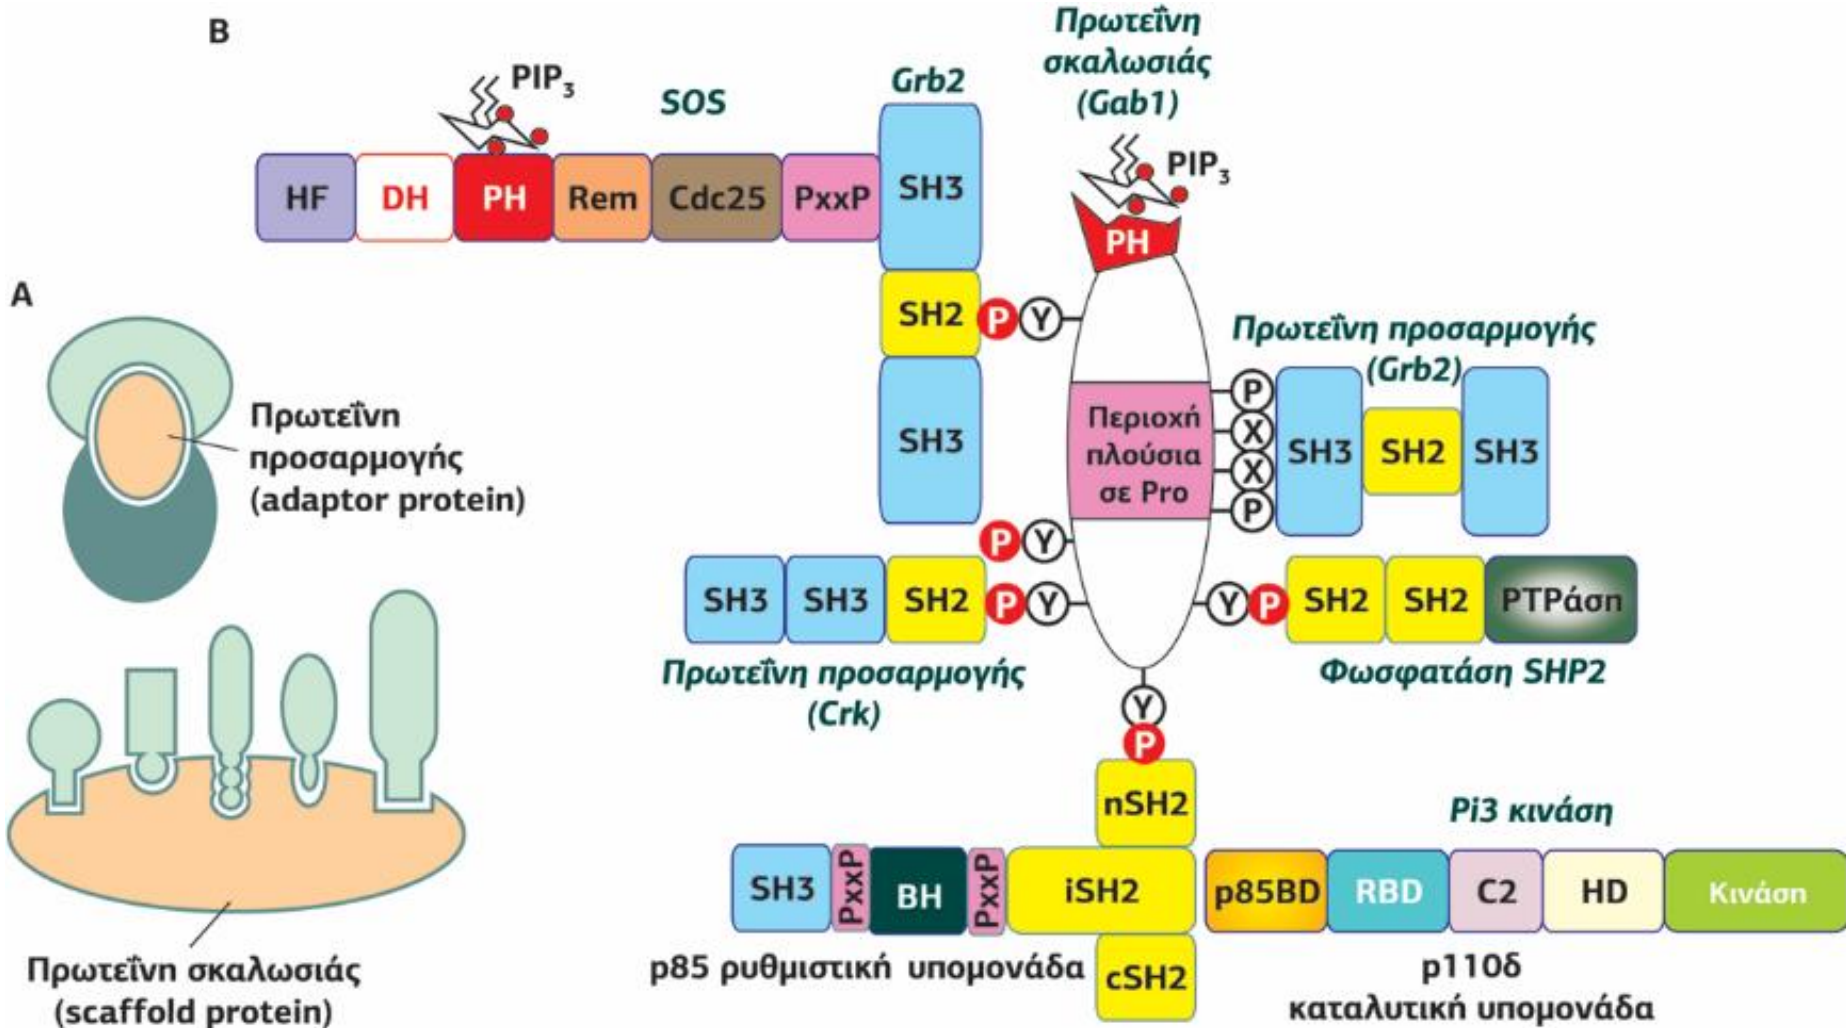 B
PIP3
SOS
Grb2
Πρωτεΐνη
σκαλωσιάς
(Gab1)
PIP3
HF DH PH Rem Cdc25 PxxP SH3
PH
SH2 P Y
SH3
Περιοχή
πλούσια
σε Pro
P
X
X
P
Πρωτεΐνη προσαρμογής
(Grb2)
SH3 SH2 SH3
A
Πρωτεΐνη
προσαρμογής
(adaptor protein)
P Y
SH3 SH3 SH2 P Y
Πρωτεΐνη προσαρμογής
(Crk)
Y P SH2 SH2 PTPάση
Φωσφατάση SHP2
Y
P
nSH2
Pi3 κινάση
SH3 PxxP BH PxxP iSH2 p85BD RBD C2 HD Κινάση
cSH2
p85 ρυθμιστική υπομονάδα
p110δ
καταλυτική υπομονάδα
Πρωτεΐνη σκαλωσιάς
(scaffold protein)